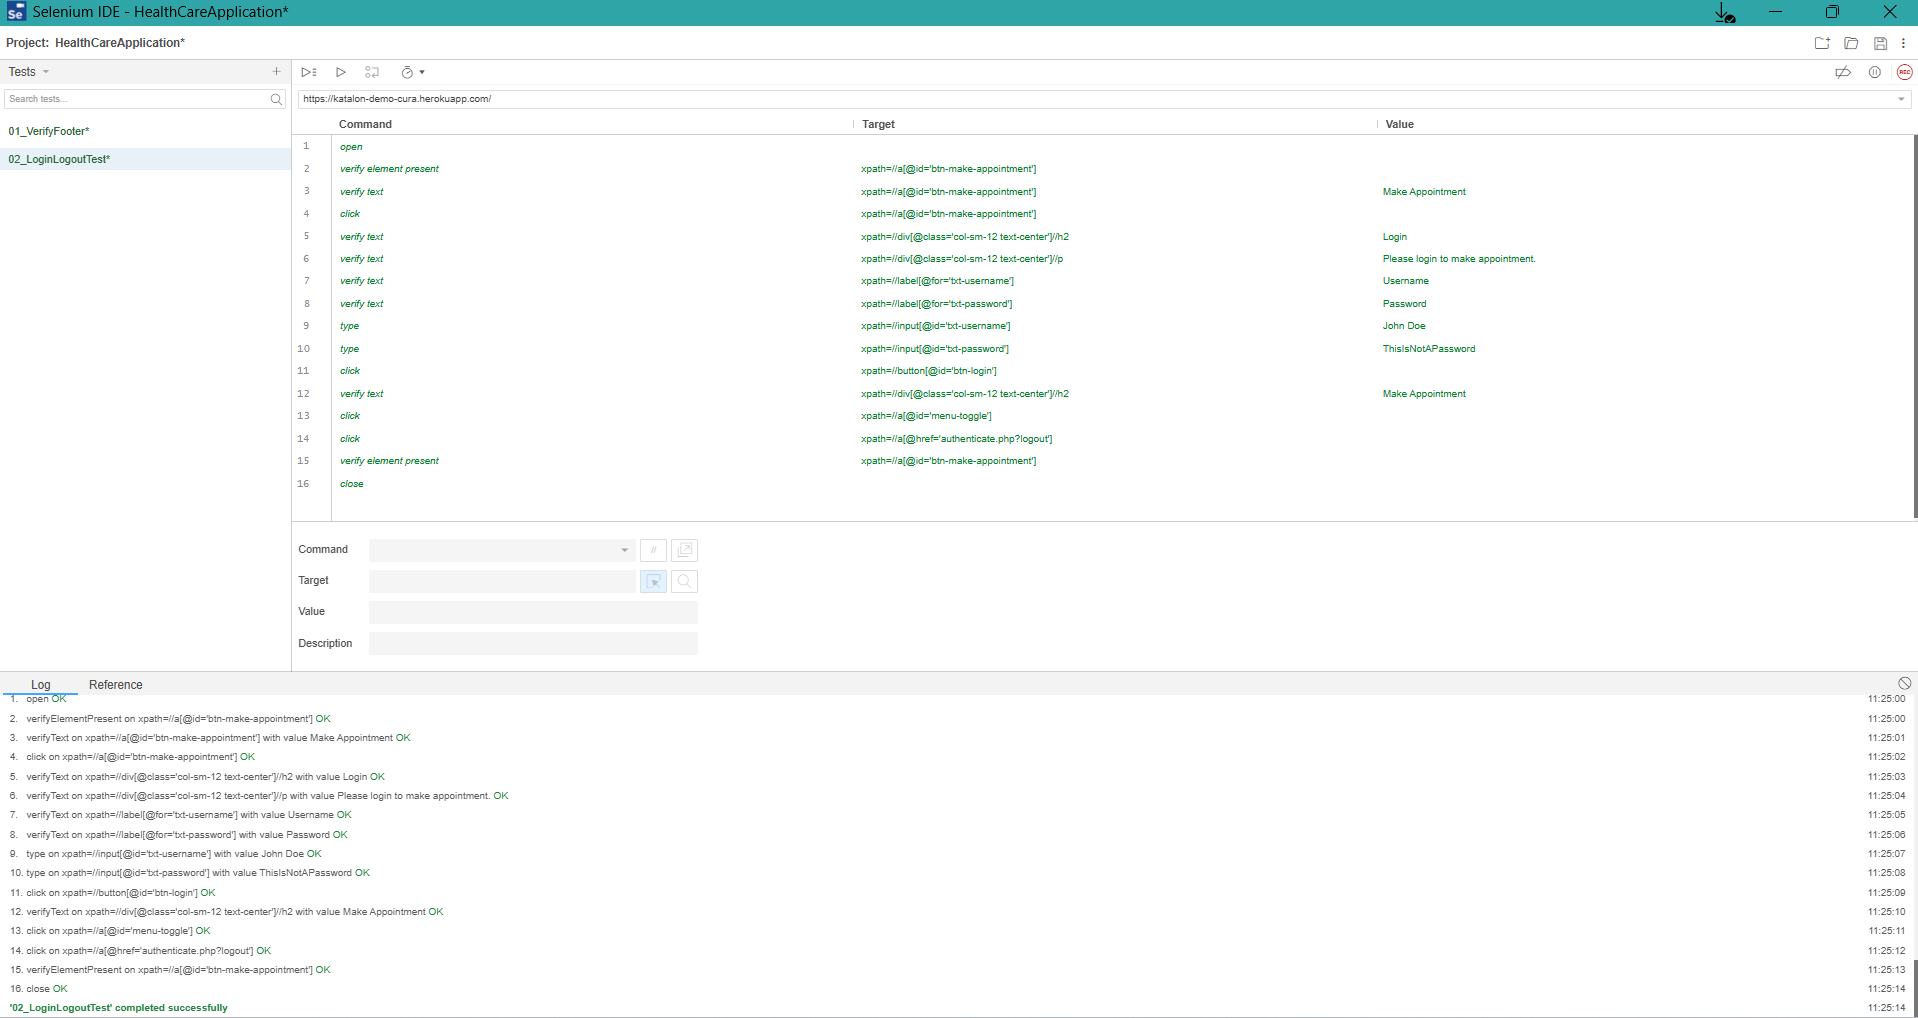 Selenium IDE - HealthCareApplication*
Project: HealthCareApplication*
Tests
Search tests...
https://katalon-demo-cura.herokuapp.com/
REC
01_VerifyFooter*
02_LoginLogoutTest*
Command Target Value
1 open
2 verify element present xpath=//a[@id='btn-make-appointment']
3 verify text xpath=//a[@id='btn-make-appointment'] Make Appointment
4 click xpath=//a[@id='btn-make-appointment']
5 verify text xpath=//div[@class='col-sm-12 text-center']//h2 Login
6 verify text xpath=//div[@class='col-sm-12 text-center']//p Please login to make appointment.
7 verify text xpath=//label[@for='txt-username'] Username
8 verify text xpath=//label[@for='txt-password'] Password
9 type xpath=//input[@id='txt-username'] John Doe
10 type xpath=//input[@id='txt-password'] ThisIsNotAPassword
11 click xpath=//button[@id='btn-login']
12 verify text xpath=//div[@class='col-sm-12 text-center']//h2 Make Appointment
13 click xpath=//a[@id='menu-toggle']
14 click xpath=//a[@href='authenticate.php?logout']
15 verify element present xpath=//a[@id='btn-make-appointment']
16 close
Command //
Target
Value
Description
Log Reference
1. open OK 11:25:00
2. verifyElementPresent on xpath=//a[@id='btn-make-appointment'] OK 11:25:00
3. verifyText on xpath=//a[@id='btn-make-appointment'] with value Make Appointment OK 11:25:01
4. click on xpath=//a[@id='btn-make-appointment'] OK 11:25:02
5. verifyText on xpath=//div[@class='col-sm-12 text-center']//h2 with value Login OK 11:25:03
6. verifyText on xpath=//div[@class='col-sm-12 text-center']//p with value Please login to make appointment. OK 11:25:04
7. verifyText on xpath=//label[@for='txt-username'] with value Username OK 11:25:05
8. verifyText on xpath=//label[@for='txt-password'] with value Password OK 11:25:06
9. type on xpath=//input[@id='txt-username'] with value John Doe OK 11:25:07
10. type on xpath=//input[@id='txt-password'] with value ThisIsNotAPassword OK 11:25:08
11. click on xpath=//button[@id='btn-login'] OK 11:25:09
12. verifyText on xpath=//div[@class='col-sm-12 text-center']//h2 with value Make Appointment OK 11:25:10
13. click on xpath=//a[@id='menu-toggle'] OK 11:25:11
14. click on xpath=//a[@href='authenticate.php?logout'] OK 11:25:12
15. verifyElementPresent on xpath=//a[@id='btn-make-appointment'] OK 11:25:13
16. close OK 11:25:14
'02_LoginLogoutTest' completed successfully 11:25:14